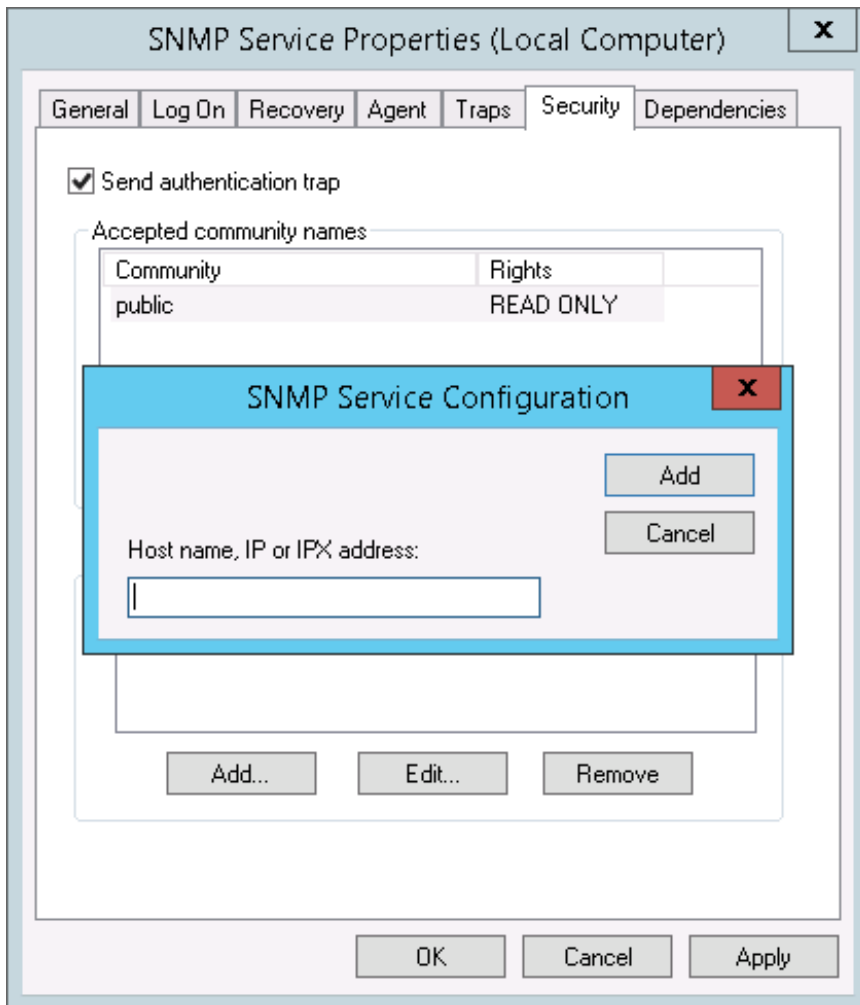 SNMP Service Properties (Local Computer)
x
General Log On Recovery Agent Traps Security Dependencies
Send authentication trap
Accepted community names
Community Rights
public READ ONLY
SNMP Service Configuration
x
Add
Cancel
Host name, IP or IPX address:
Add... Edit... Remove
OK Cancel Apply